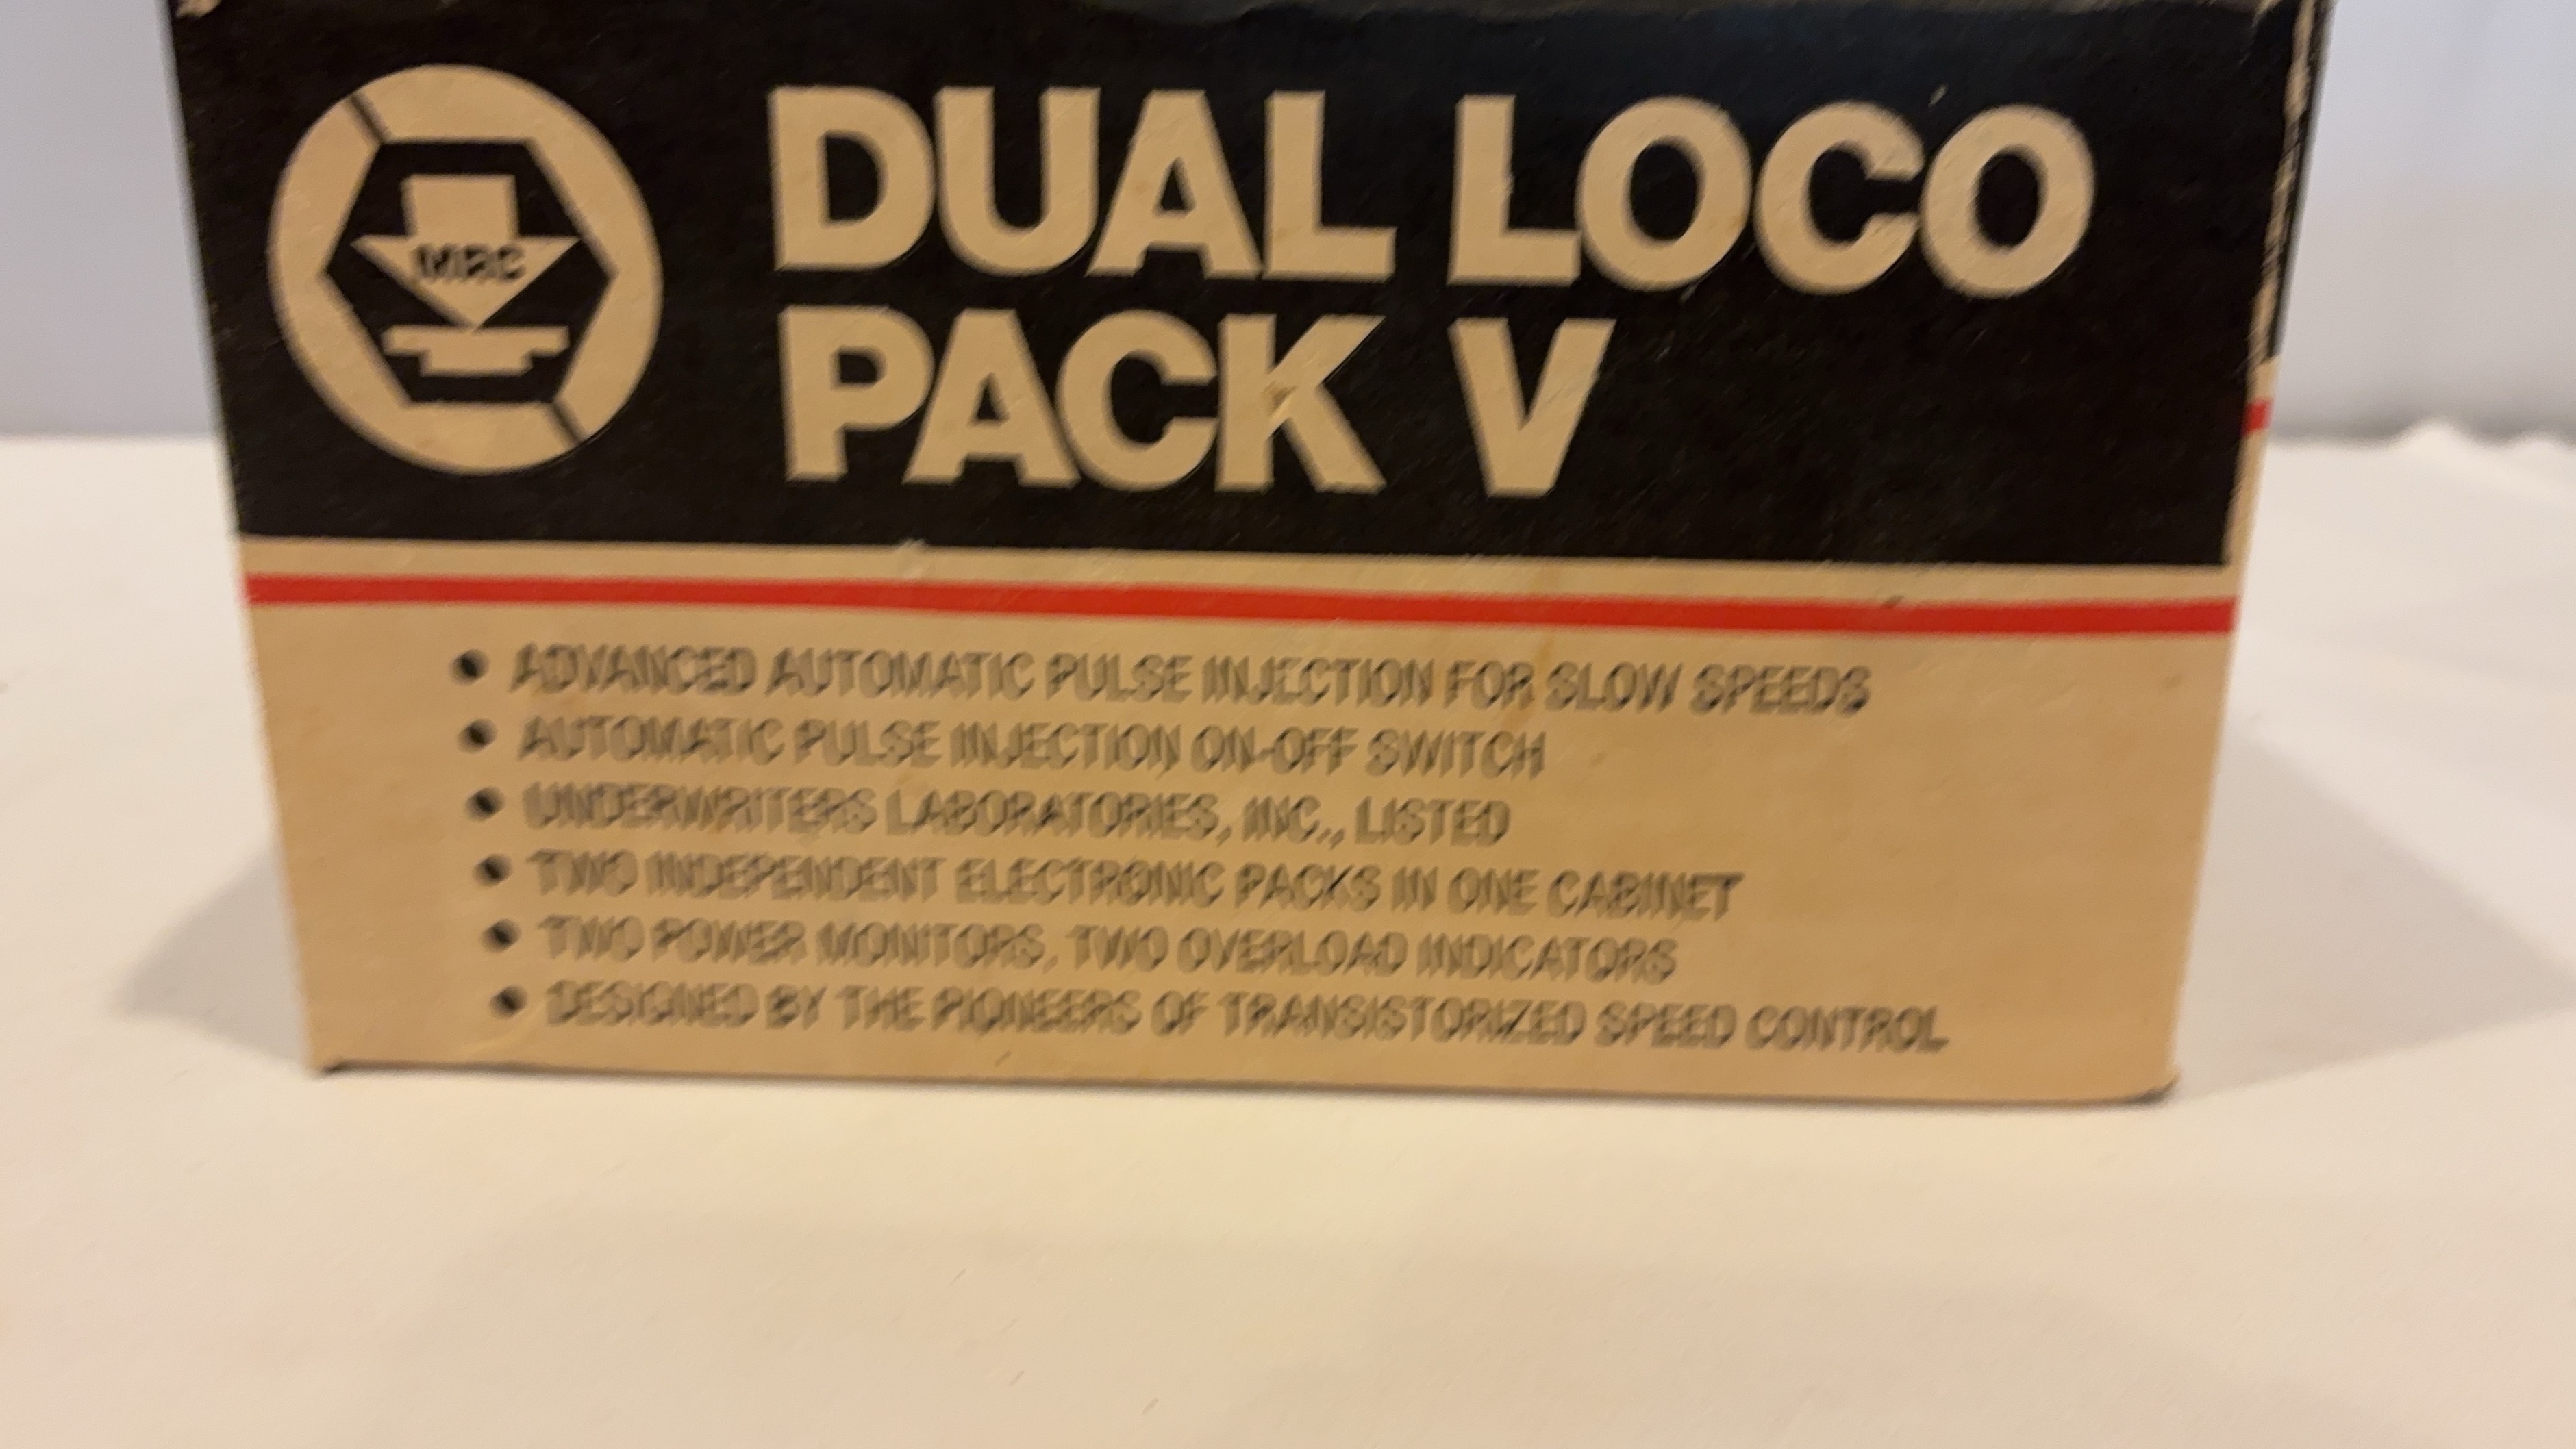 MRC
DUAL LOCO
PACK V
• ADVANCED AUTOMATIC PULSE INJECTION FOR SLOW SPEEDS
• AUTOMATIC PULSE INJECTION ON-OFF SWITCH
• UNDERWRITERS LABORATORIES, INC., LISTED
• TWO INDEPENDENT ELECTRONIC PACKS IN ONE CABINET
• TWO POWER MONITORS, TWO OVERLOAD INDICATORS
• DESIGNED BY THE PIONEERS OF TRANSISTORIZED SPEED CONTROL